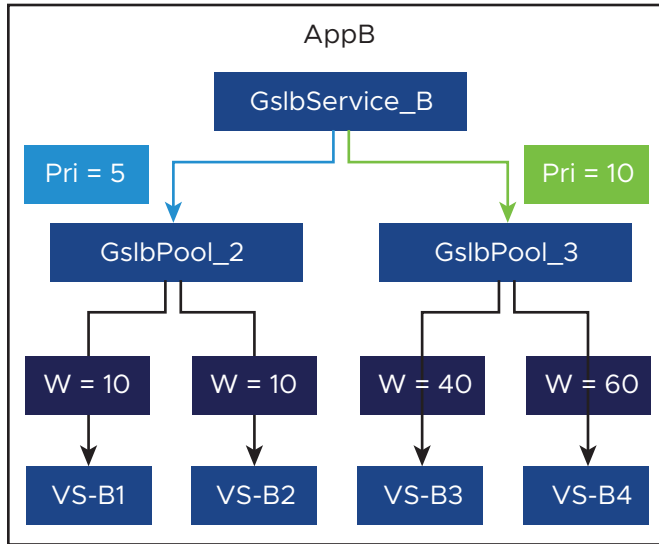 AppB
GslbService_B
Pri = 5
Pri = 10
GslbPool_2
GslbPool_3
W = 10
W = 10
W = 40
W = 60
VS-B1
VS-B2
VS-B3
VS-B4